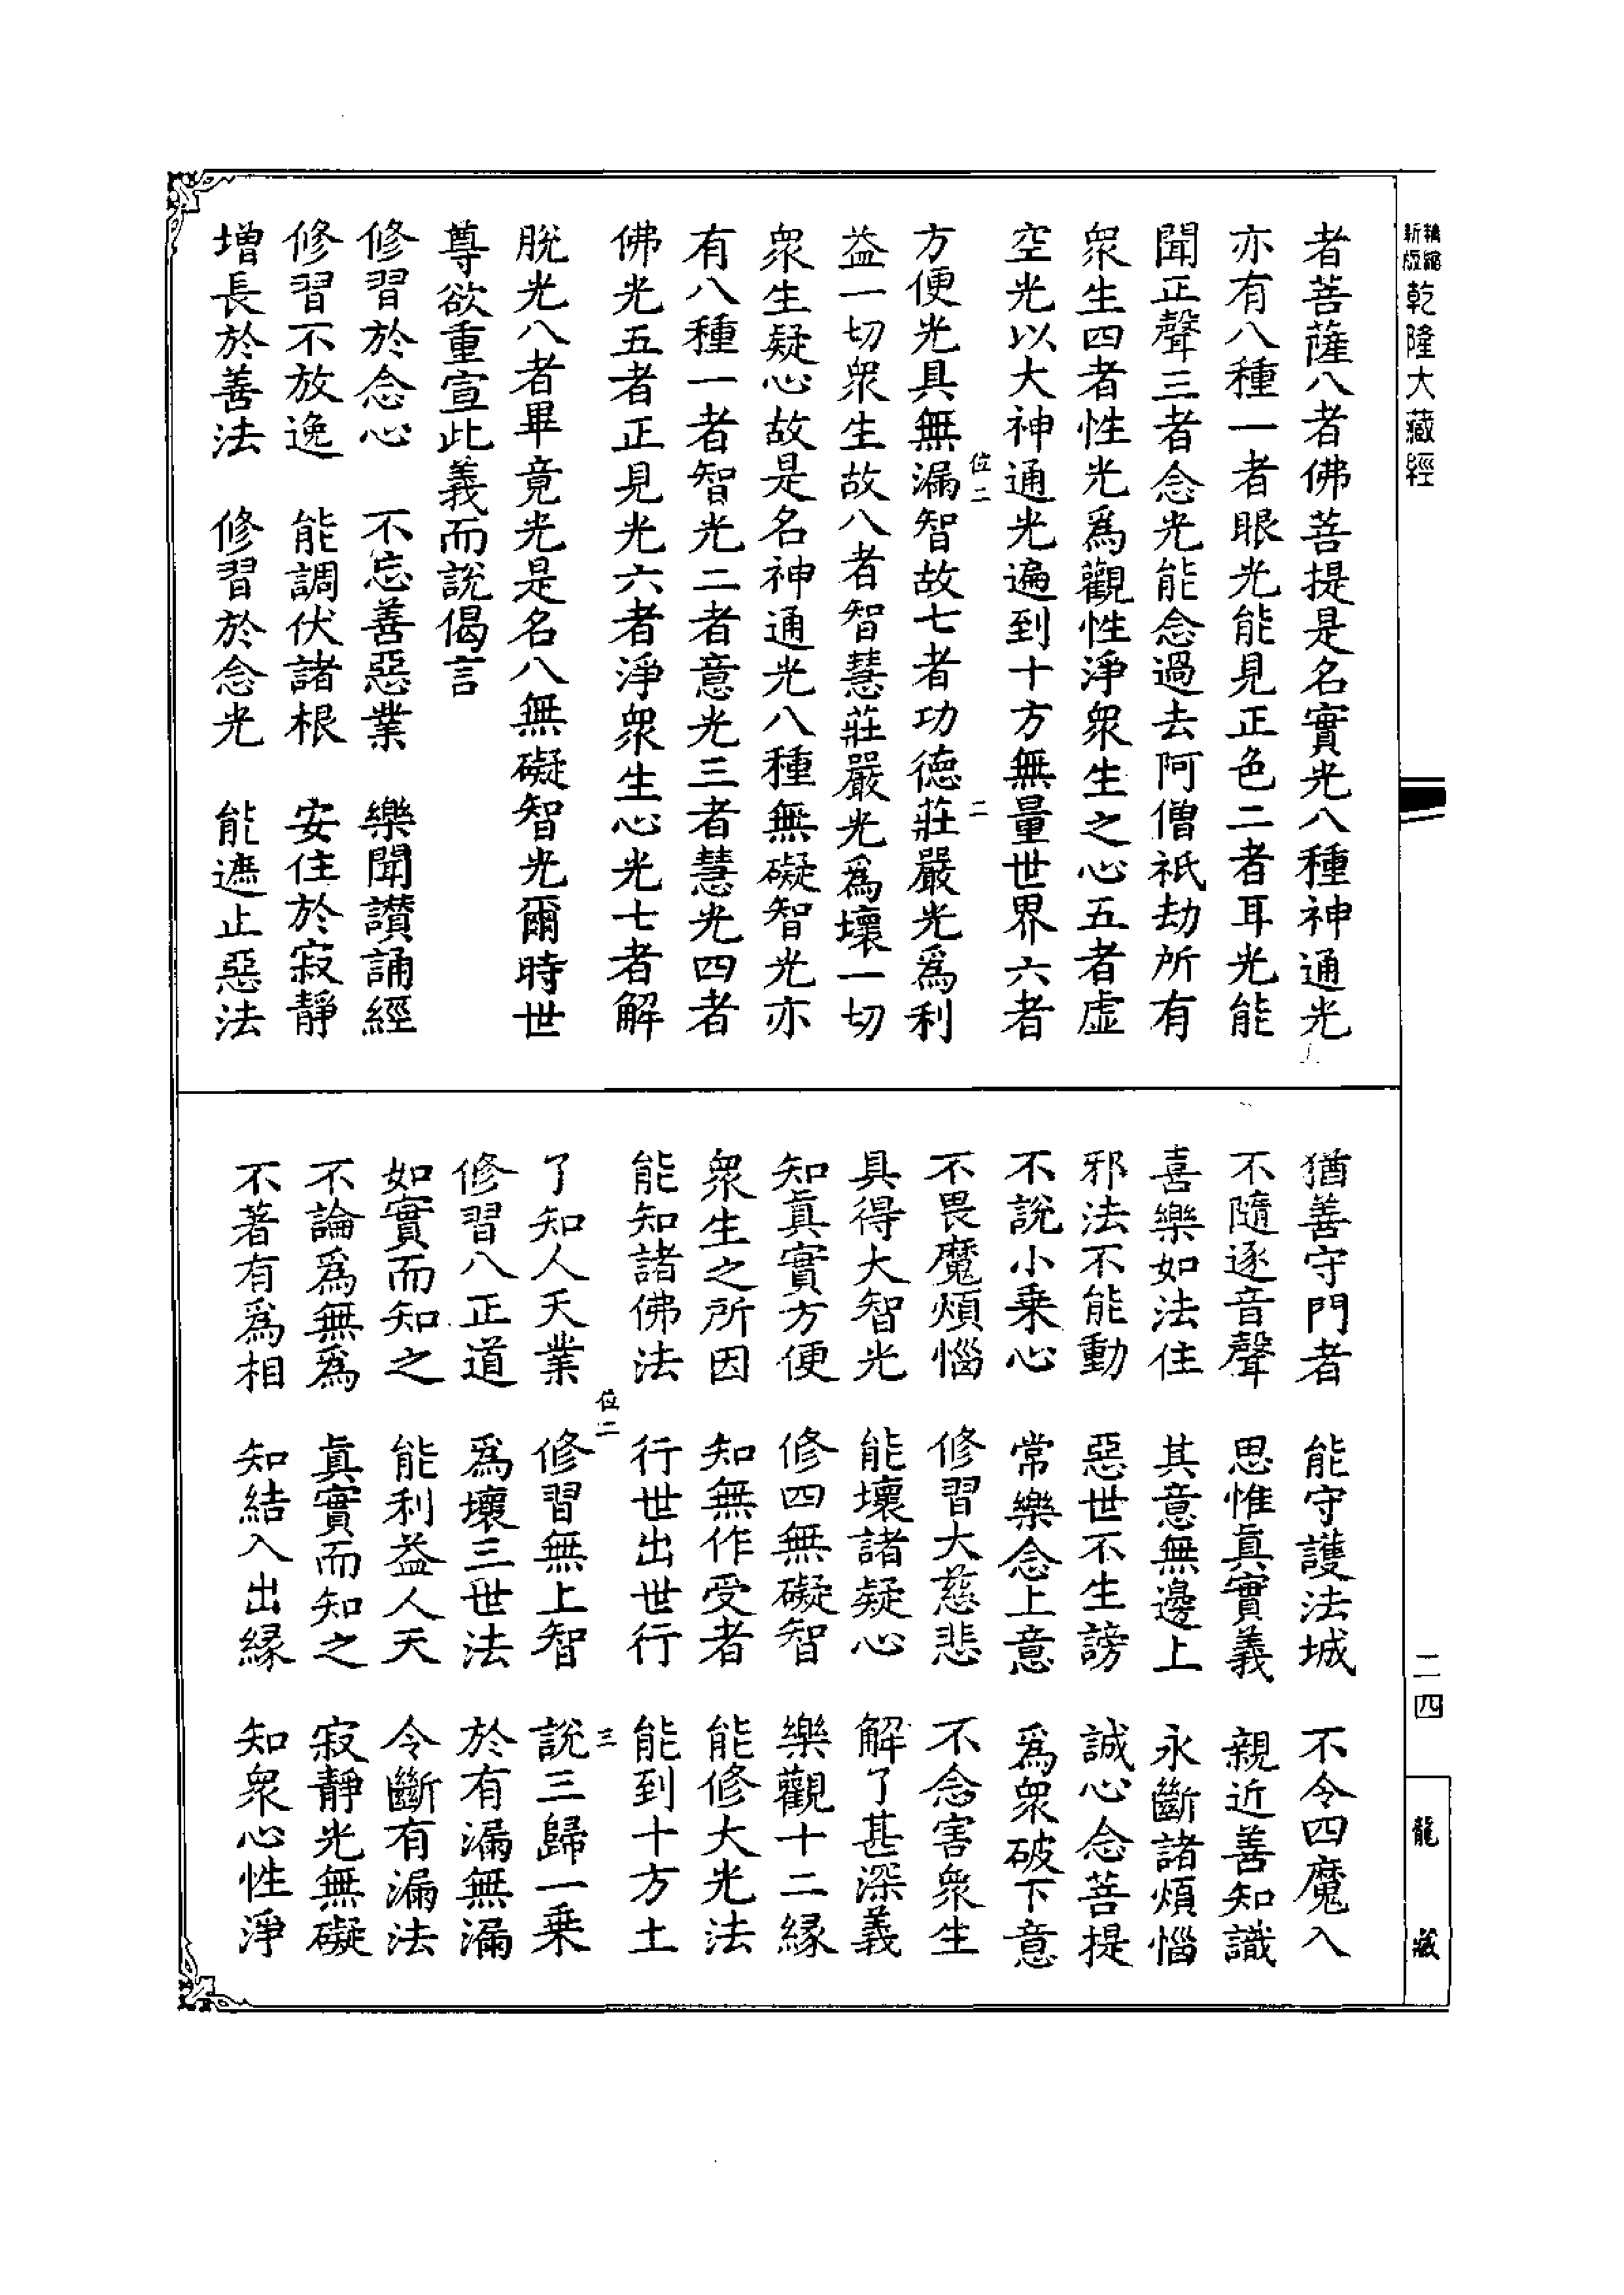 新縮
版編
乾隆大藏經
者菩薩八者佛菩提是名實光八種神通光
亦有八種一者眼光能見正色二者耳光能
聞正聲三者念光能念過去阿僧祇劫所有
衆生四者性光爲觀性淨衆生之心五者虛
空光以大神通光遍到十方無量世界六者
位二
二
方便光具無漏智故七者功德莊嚴光爲利
益一切衆生故八者智慧莊嚴光爲壞一切
衆生疑心故是名神通光八種無礙智光亦
有八種一者智光二者意光三者慧光四者
佛光五者正見光六者淨衆生心光七者解
脫光八者畢竟光是名八無礙智光爾時世
尊欲重宣此義而說偈言
修習於念心 不忘善惡業 樂聞讚誦經
修習不放逸 能調伏諸根 安住於寂靜
增長於善法 修習於念光 能遮止惡法
猶善守門者 能守護法城 不令四魔入
不隨逐音聲 思惟眞實義 親近善知識
喜樂如法住 其意無邊上 永斷諸煩惱
邪法不能動 惡世不生謗 誠心念菩提
不說小乗心 常樂念上意 爲衆破下意
不畏魔煩惱 修習大慈悲 不念害衆生
具得大智光 能壞諸疑心 解了甚深義
知眞實方便 修四無礙智 樂觀十二緣
衆生之所因 知無作受者 能修大光法
能知諸佛法 行世出世行 能到十方土
位二
三
了知人天業 修習無上智 說三歸一乗
修習八正道 爲壞三世法 於有漏無漏
如實而知之 能利益人天 令斷有漏法
不論爲無爲 眞實而知之 寂靜光無礙
不著有爲相 知結入出緣 知衆心性淨
二四
龍藏